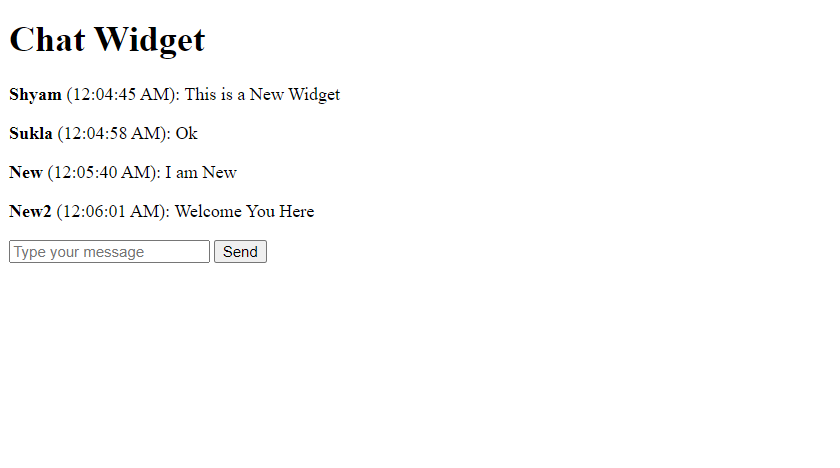 Chat Widget
Shyam (12:04:45 AM): This is a New Widget
Sukla (12:04:58 AM): Ok
New (12:05:40 AM): I am New
New2 (12:06:01 AM): Welcome You Here
Type your message Send